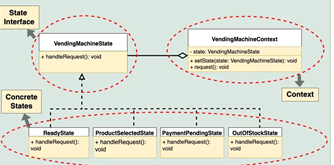 State
Interface
VendingMachineState
+ handleRequest(): void
VendingMachineContext
- state: VendingMachineState
+ setState(state: VendingMachineState): void
+ request(): void
Context
Concrete
States
ReadyState
+ handleRequest():
void
ProductSelectedState
+ handleRequest():
void
PaymentPendingState
+ handleRequest():
void
OutOfStockState
+ handleRequest():
void